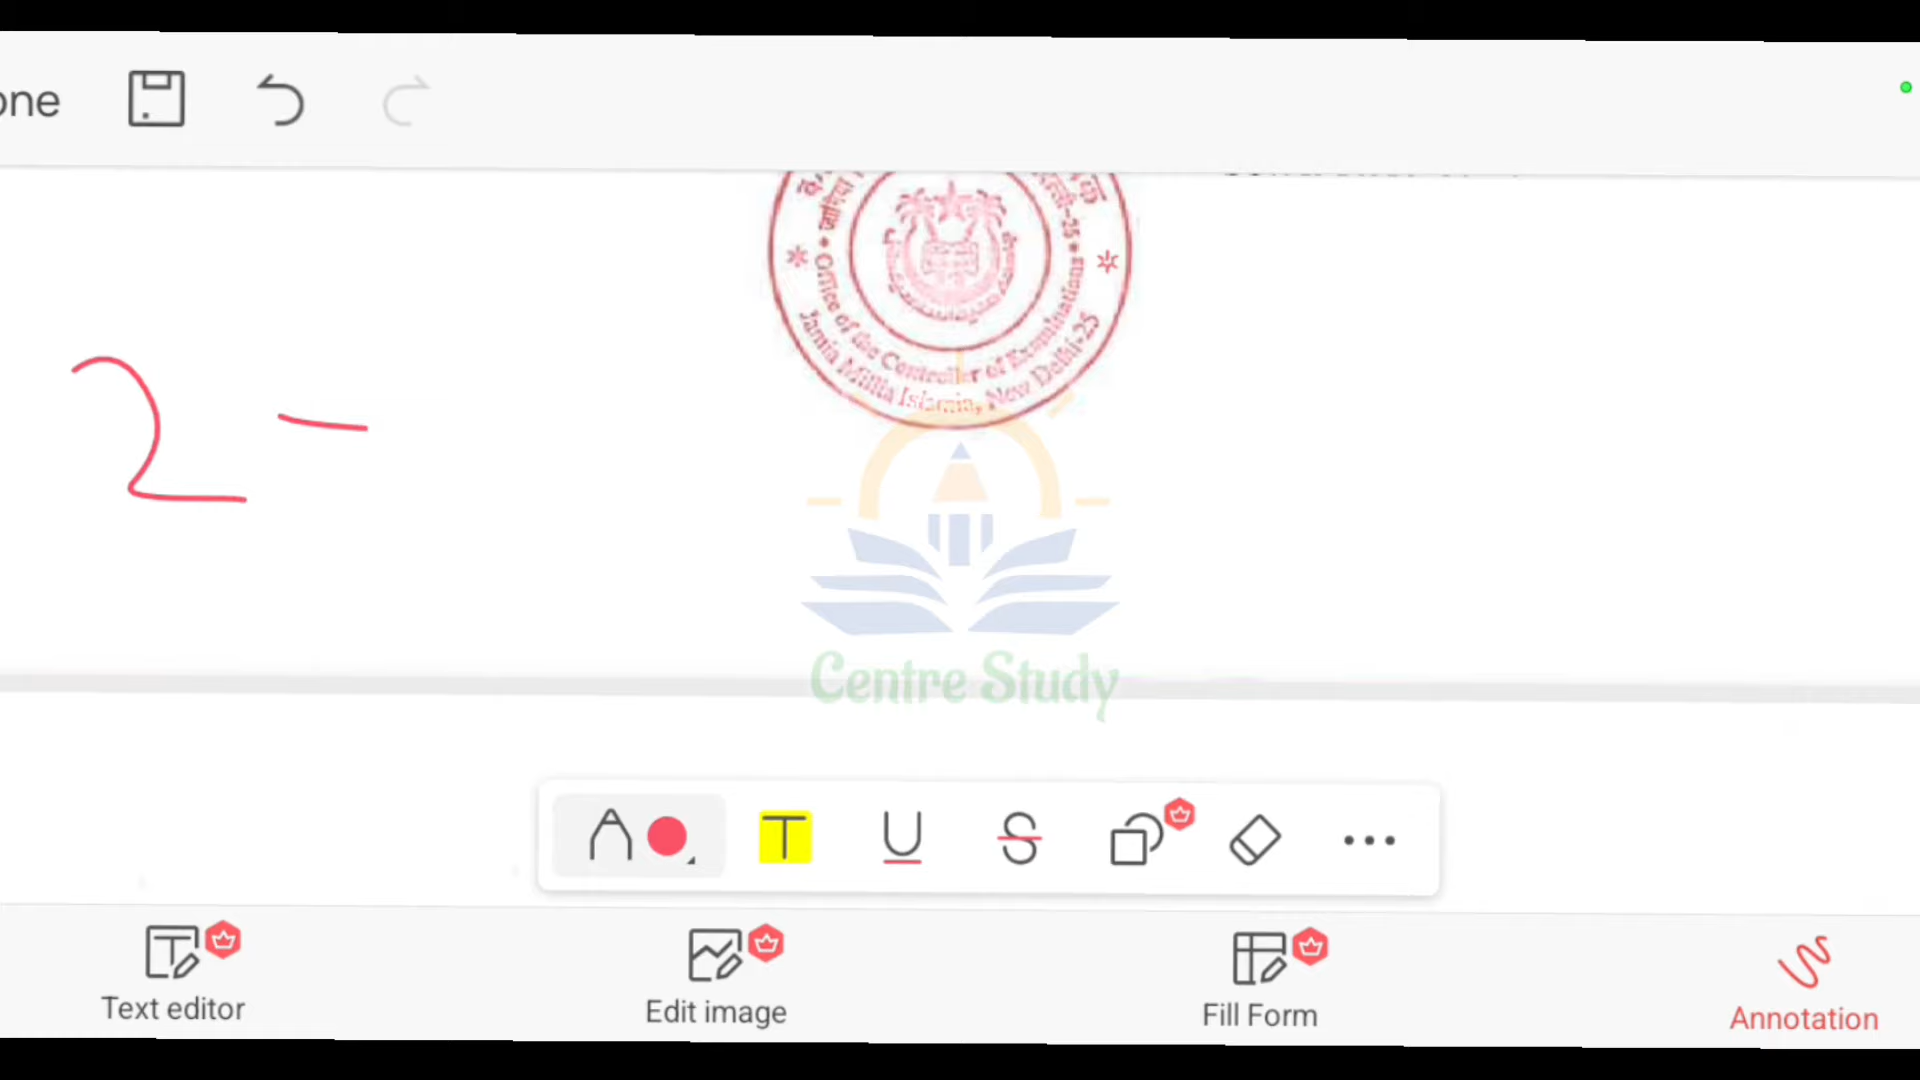 one
जामिया
Office of the Controller of Examinations
Jamia Millia Islamia, New Delhi-25
2 -
Centre Study
T
U
S
Text editor
Edit image
Fill Form
Annotation